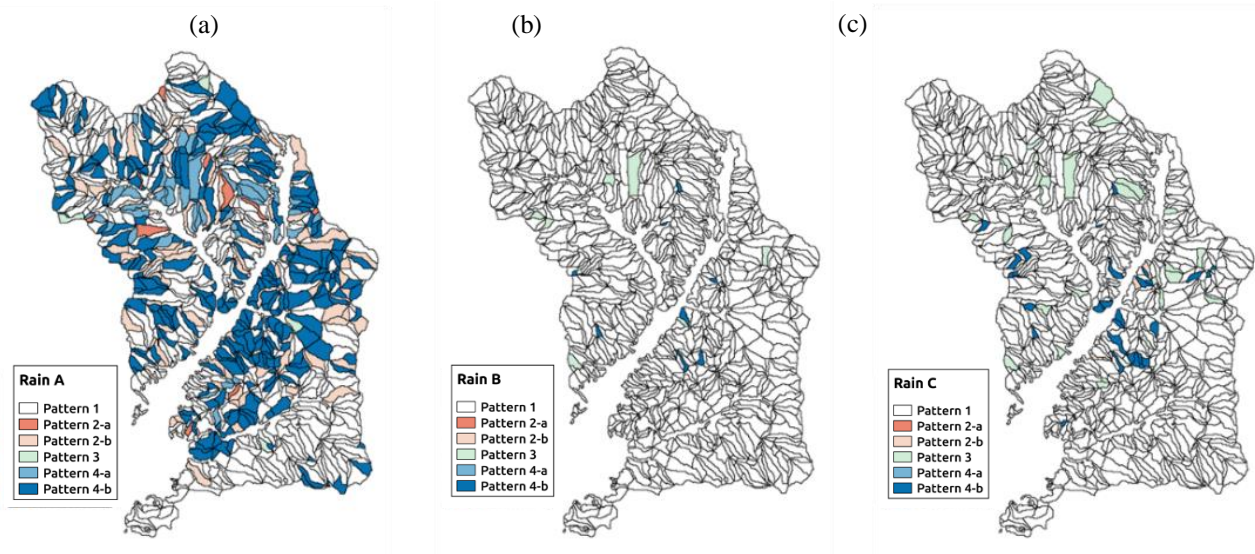 (a)
(b)
(c)
Rain A
Pattern 1
Pattern 2-a
Pattern 2-b
Pattern 3
Pattern 4-a
Pattern 4-b
Rain B
Pattern 1
Pattern 2-a
Pattern 2-b
Pattern 3
Pattern 4-a
Pattern 4-b
Rain C
Pattern 1
Pattern 2-a
Pattern 2-b
Pattern 3
Pattern 4-a
Pattern 4-b